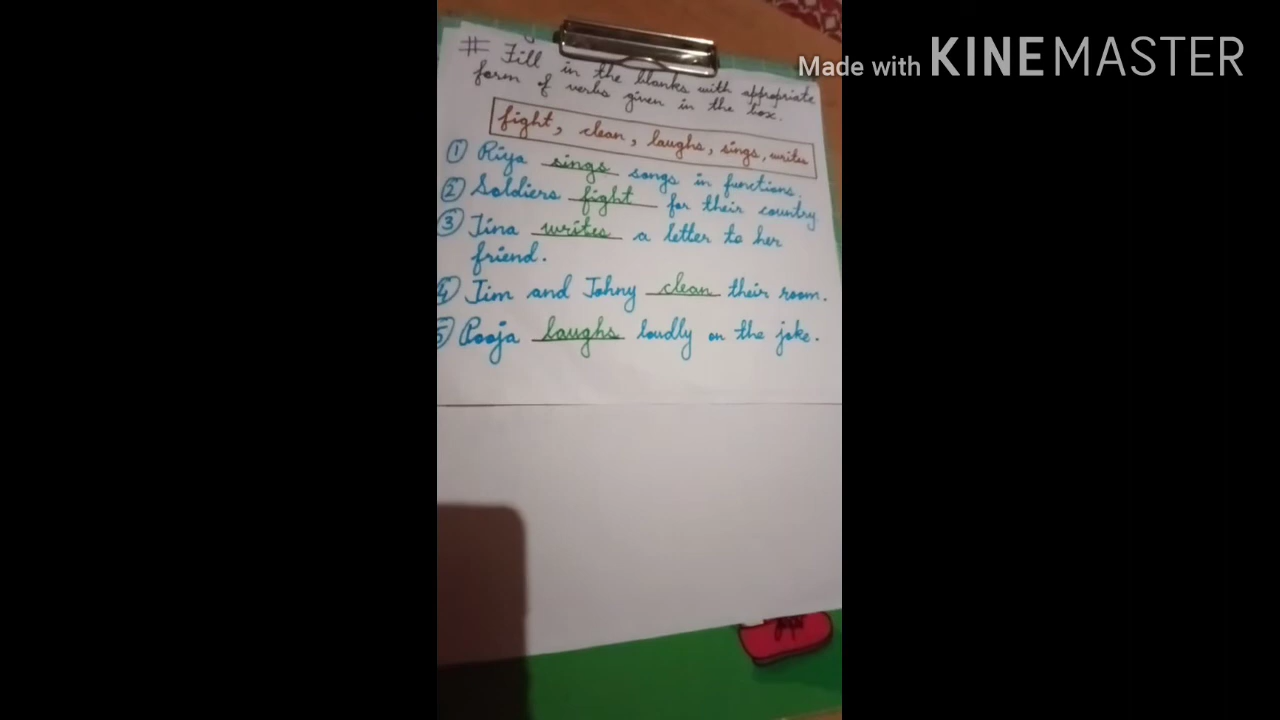 Made with KINEMASTER
# Fill in the blanks with appropriate
form of verbs given in the box.
fight, clean, laughs, sings, writes
① Riya sings songs in functions.
② Soldiers fight for their country
③ Tina writes a letter to her
friend.
④ Jim and Johny clean their room.
⑤ Pooja laughs loudly on the joke.